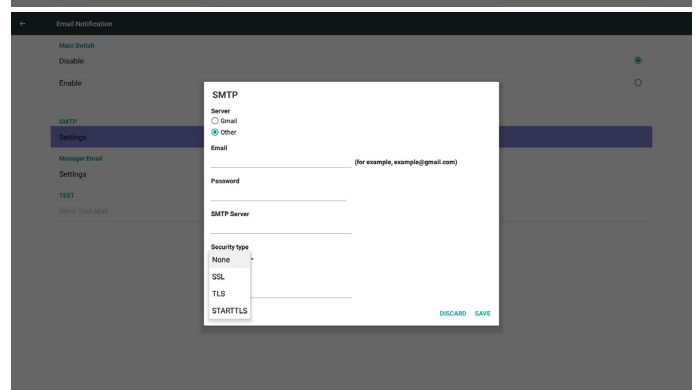 Email Notification
Main Switch
Disable
Enable
SMTP
Settings
Manager Email
Settings
TEST
Send Test Mail
SMTP
Server
Gmail
Other
Email
(for example, example@gmail.com)
Password
SMTP Server
Security type
None
SSL
TLS
STARTTLS
DISCARD SAVE